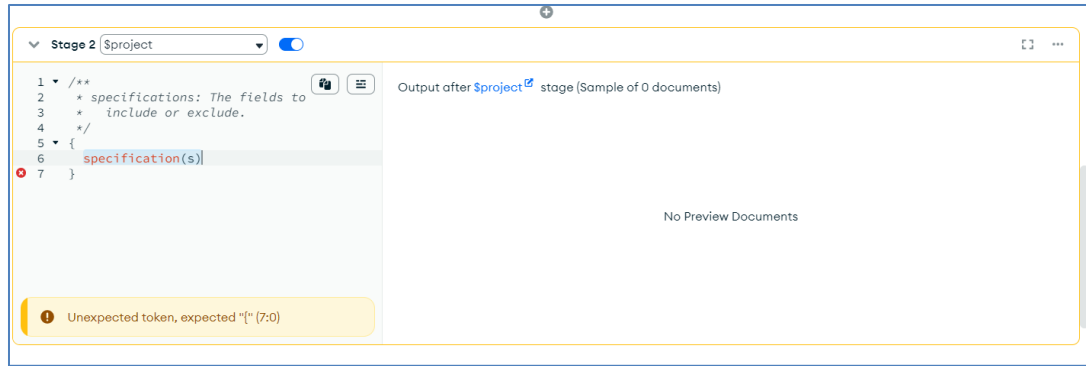 Stage 2 $project
1 /**
2 * specifications: The fields to
3 * include or exclude.
4 */
5 {
6 specification(s)
7 }
Unexpected token, expected "{" (7:0)
Output after $project stage (Sample of 0 documents)
No Preview Documents